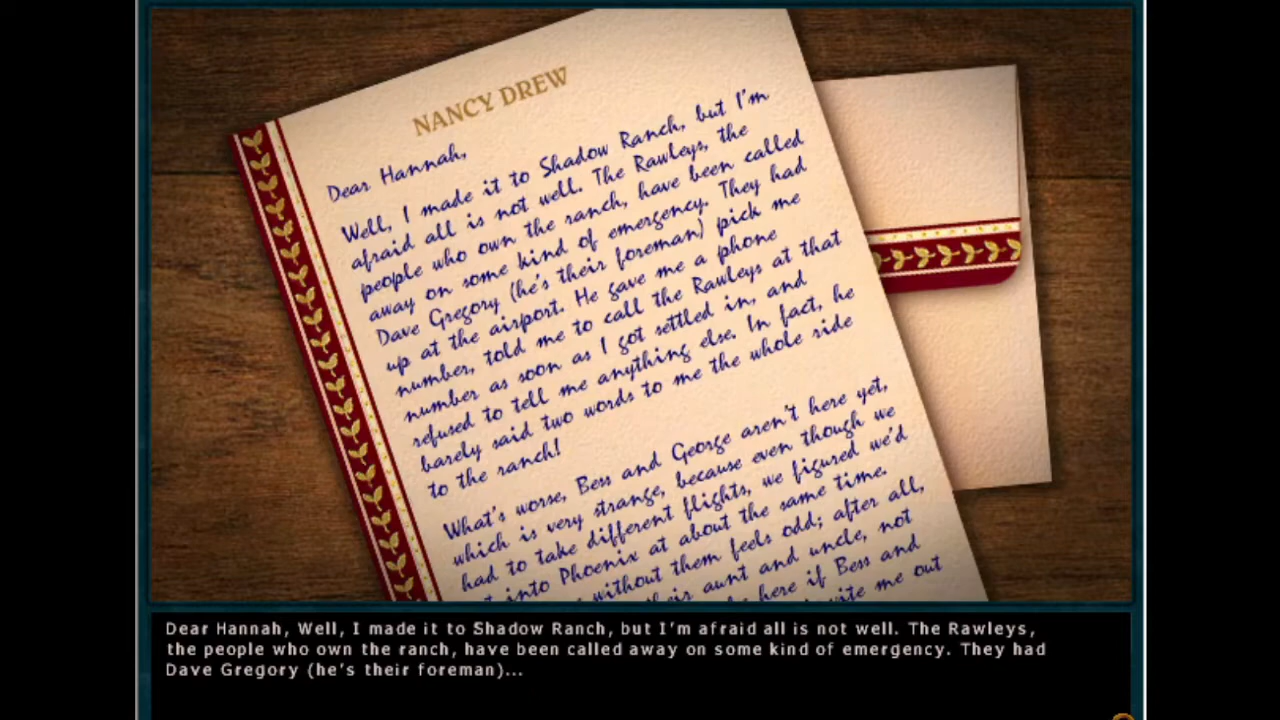 NANCY DREW
Dear Hannah,
Well, I made it to Shadow Ranch, but I'm
afraid all is not well. The Rawleys, the
people who own the ranch, have been called
away on some kind of emergency. They had
Dave Gregory (he's their foreman) pick me
up at the airport. He gave me a phone
number, told me to call the Rawleys at that
number as soon as I got settled in, and
refused to tell me anything else. In fact, he
barely said two words to me the whole ride
to the ranch!
What's worse, Bess and George aren't here yet,
which is very strange, because even though we
had to take different flights, we figured we'd
into Phoenix at about the same time.
without them feels odd; after all,
aunt and uncle, not
here if Bess and
me out
Dear Hannah, Well, I made it to Shadow Ranch, but I'm afraid all is not well. The Rawleys,
the people who own the ranch, have been called away on some kind of emergency. They had
Dave Gregory (he's their foreman)...